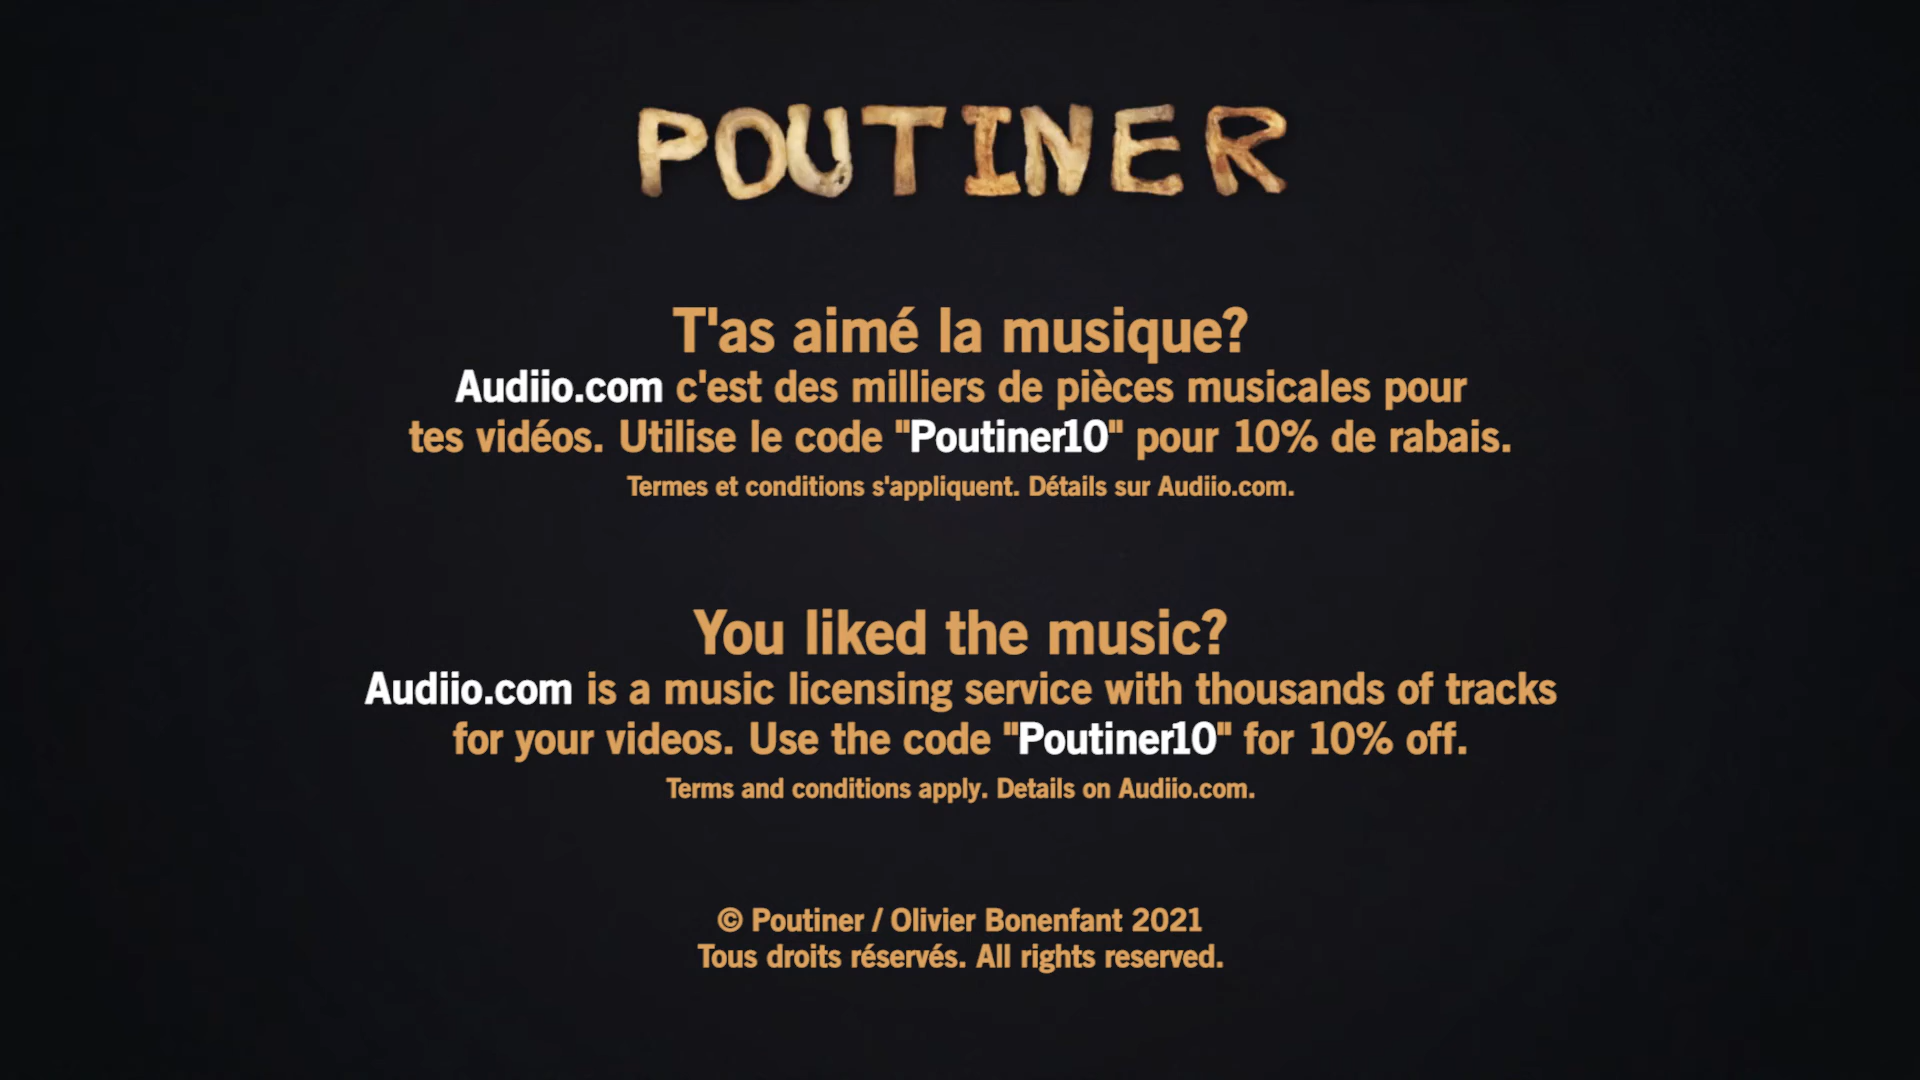 POUTINER
T'as aimé la musique?
Audiio.com c'est des milliers de pièces musicales pour
tes vidéos. Utilise le code "Poutiner10" pour 10% de rabais.
Termes et conditions s'appliquent. Détails sur Audiio.com.
You liked the music?
Audiio.com is a music licensing service with thousands of tracks
for your videos. Use the code "Poutiner10" for 10% off.
Terms and conditions apply. Details on Audiio.com.
© Poutiner / Olivier Bonenfant 2021
Tous droits réservés. All rights reserved.